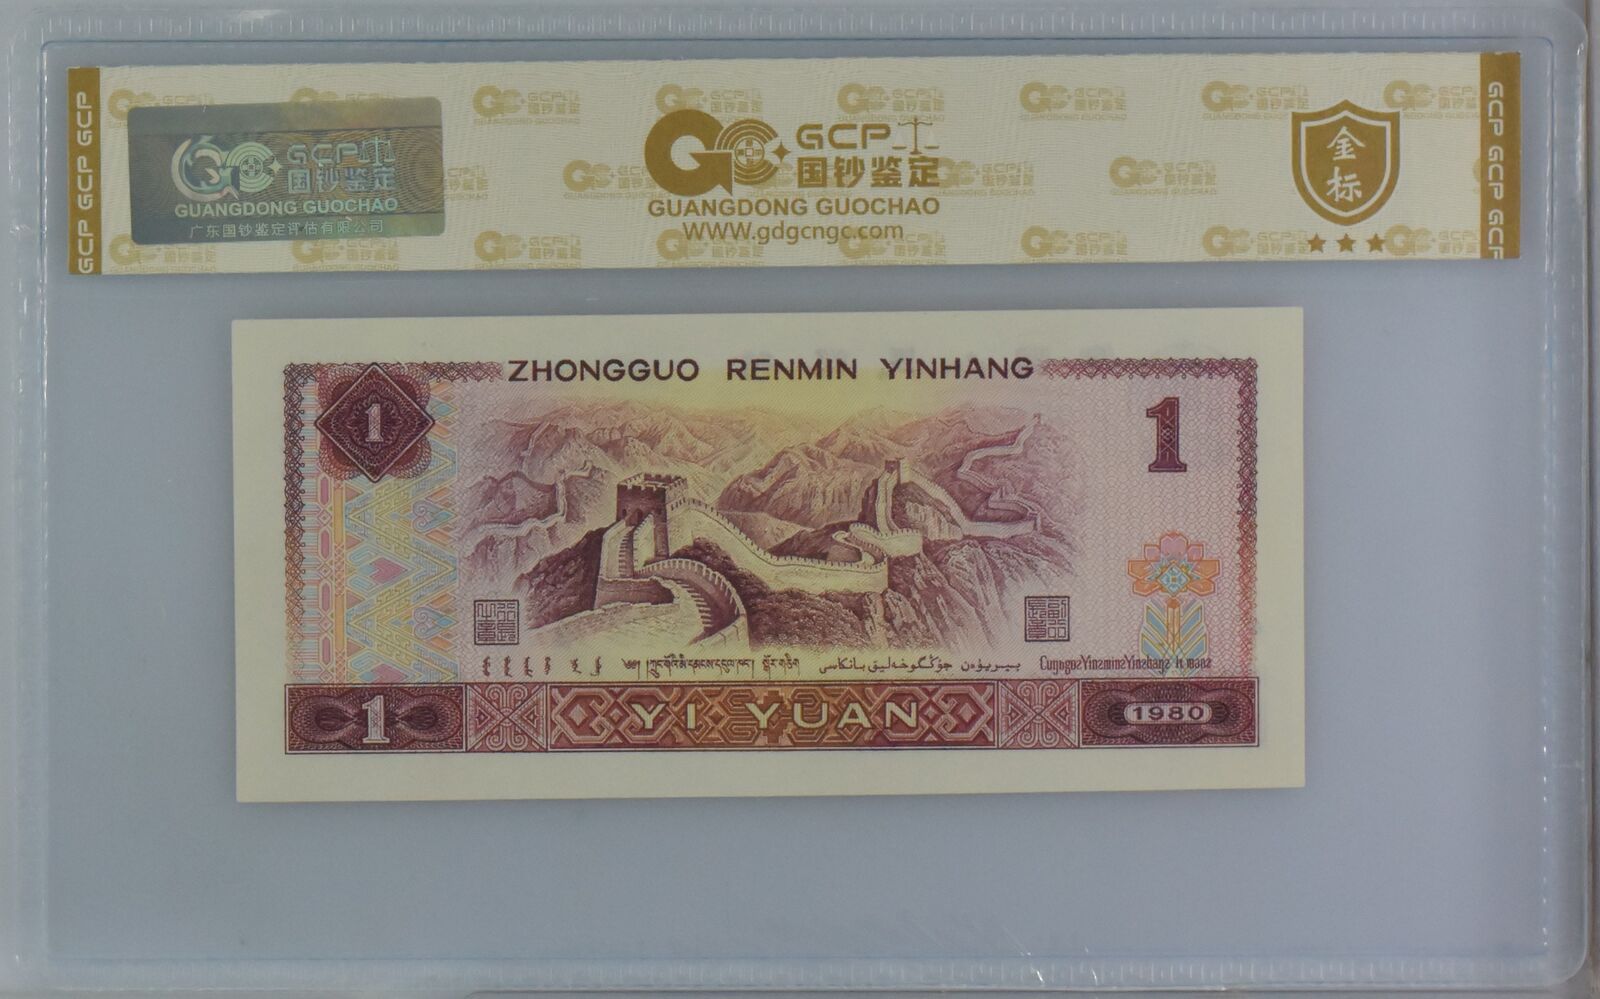 GCP GCP GCP
GCP
国钞鉴定
GUANGDONG GUOCHAO
广东国钞鉴定评估有限公司
GCP
国钞鉴定
GUANGDONG GUOCHAO
WWW.gdgcngc.com
金
标
GCP GCP GCP
ZHONGGUO RENMIN YINHANG
1
1
YI YUAN
1
1980